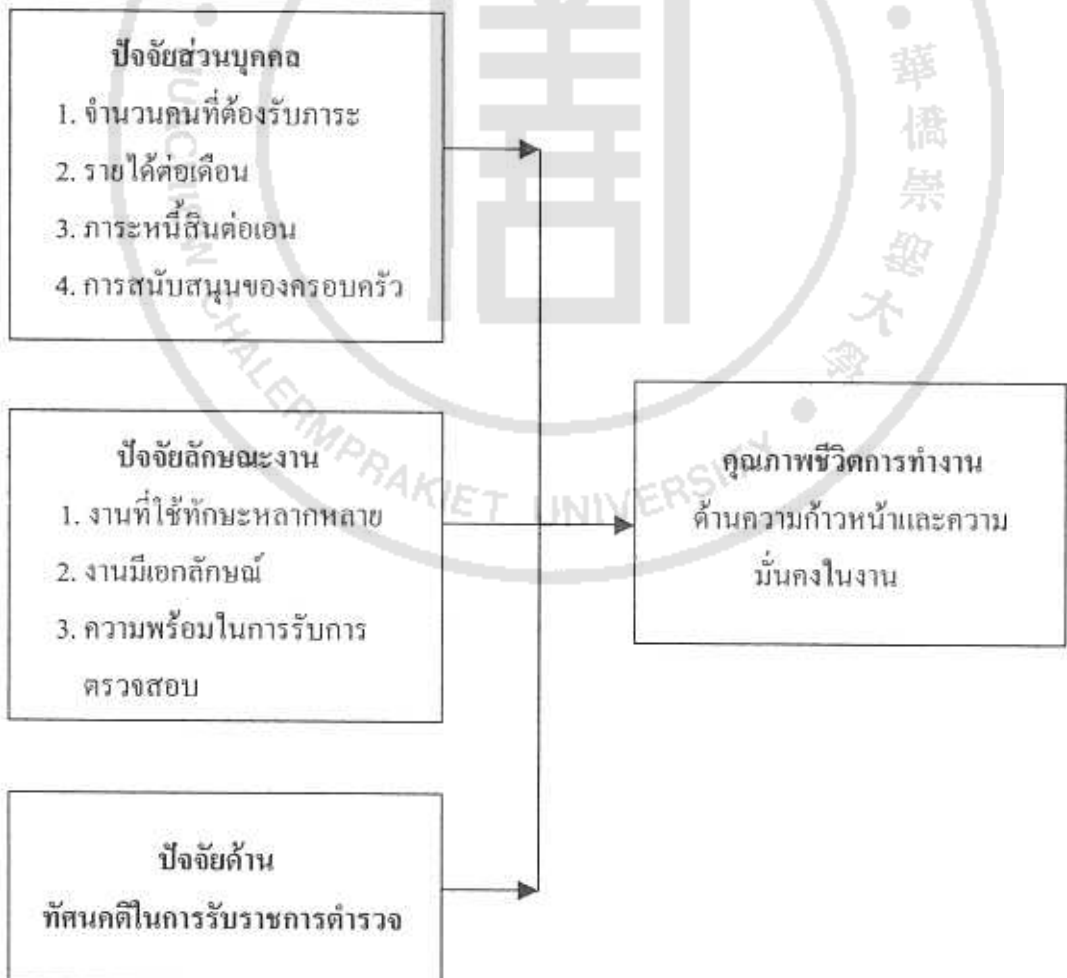 ปัจจัยส่วนบุคคล
1. จำนวนคนที่ต้องรับภาระ
2. รายได้ต่อเดือน
3. ภาระหนี้สินต่อเอน
4. การสนับสนุนของครอบครัว
ปัจจัยลักษณะงาน
1. งานที่ใช้ทักษะหลากหลาย
2. งานมีเอกลักษณ์
3. ความพร้อมในการรับการ
ตรวจสอบ
ปัจจัยด้าน
ทัศนคติในการรับราชการตำรวจ
คุณภาพชีวิตการทำงาน
ด้านความก้าวหน้าและความ
มั่นคงในงาน
CHALERMPRAKIET UNIVERSITY
華僑崇聖大學